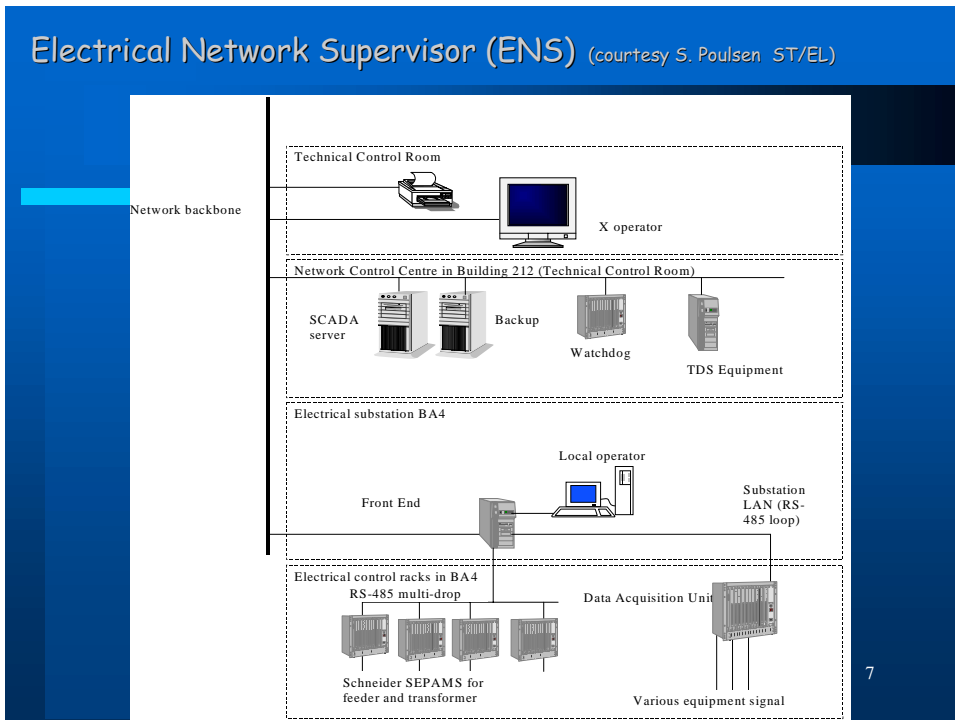 Electrical Network Supervisor (ENS) (courtesy S. Poulsen ST/EL)
Technical Control Room
Network backbone
X operator
Network Control Centre in Building 212 (Technical Control Room)
SCADA
server
Backup
Watchdog
TDS Equipment
Electrical substation BA4
Local operator
Front End
Substation
LAN (RS-
485 loop)
Electrical control racks in BA4
RS-485 multi-drop
Data Acquisition Unit
Schneider SEPAMS for
feeder and transformer
Various equipment signal
7